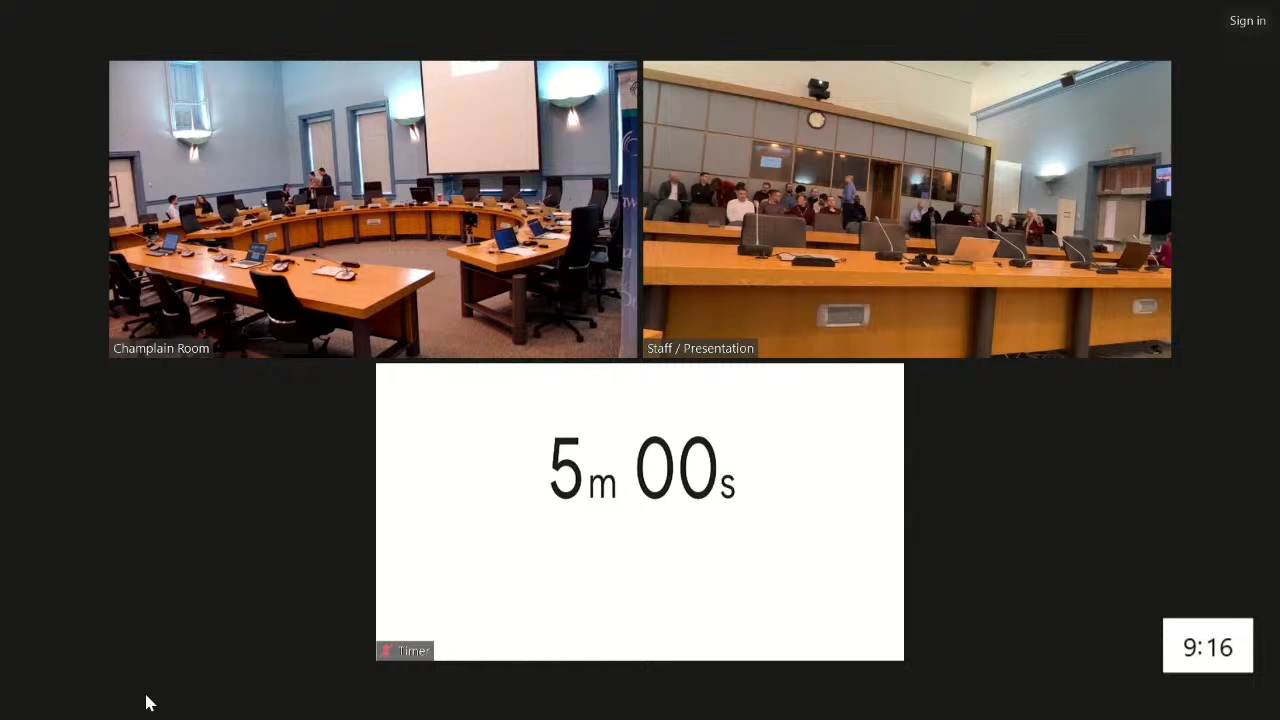 Sign in
Champlain Room
Staff / Presentation
5m 00s
Timer
9:16